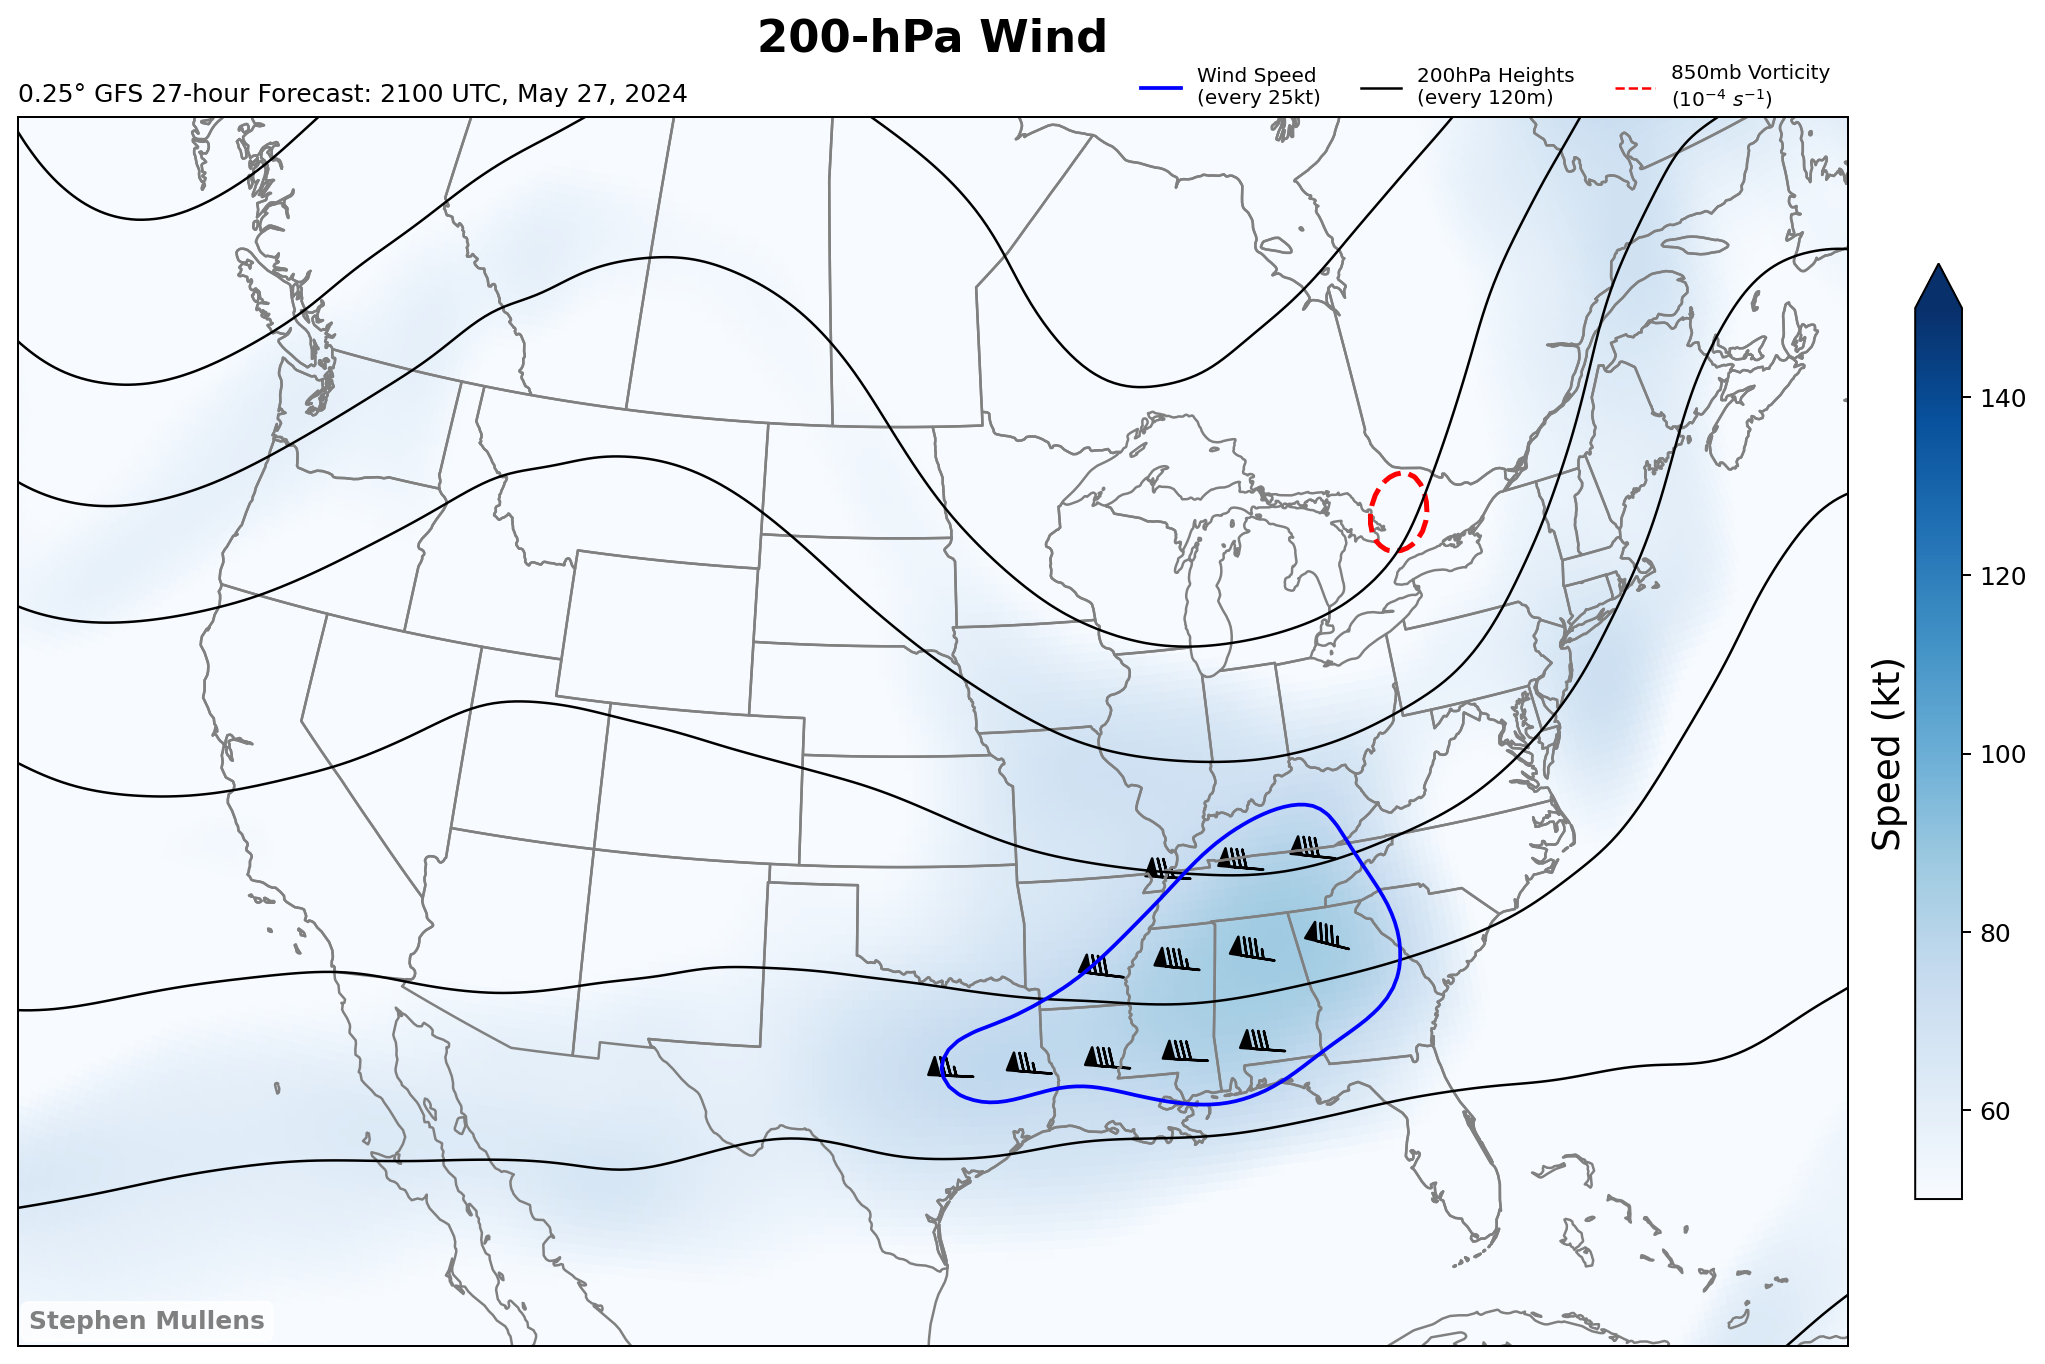 200-hPa Wind
0.25° GFS 27-hour Forecast: 2100 UTC, May 27, 2024
Wind Speed
(every 25kt)
200hPa Heights
(every 120m)
850mb Vorticity
(10⁻⁴ s⁻¹)
140
120
100
80
60
Speed (kt)
Stephen Mullens